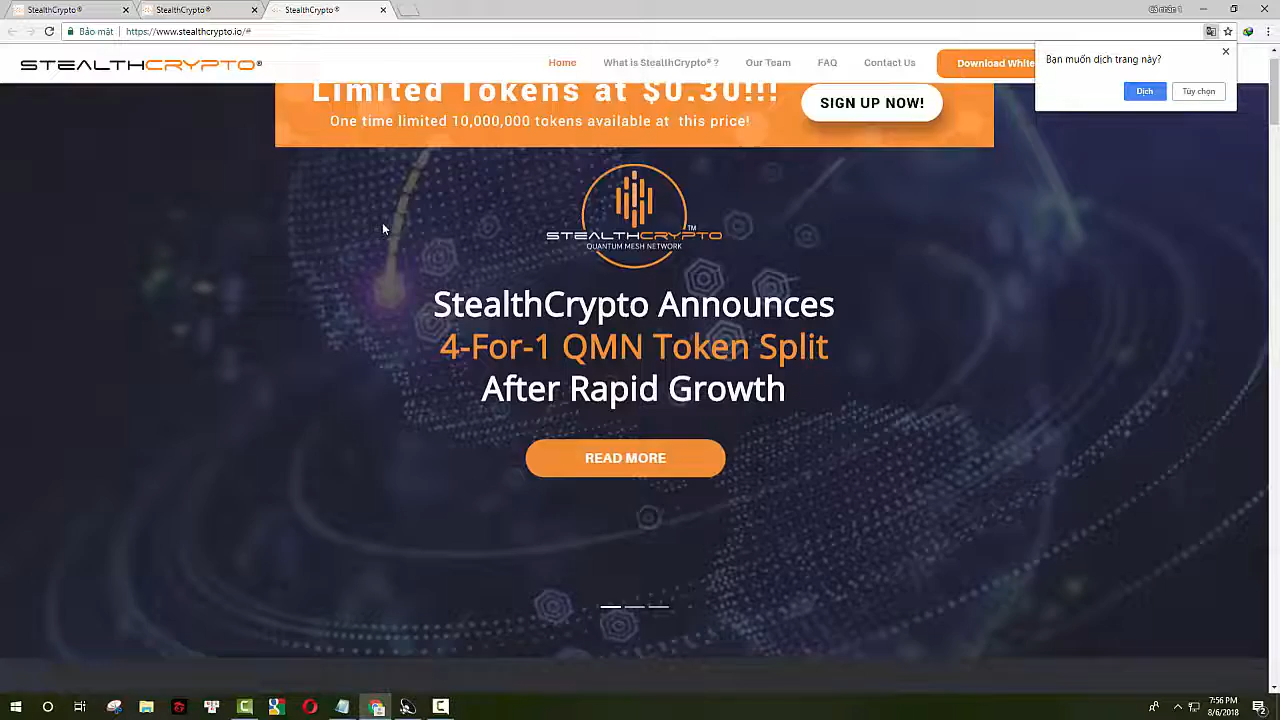 StealthCrypto ®
StealthCrypto ®
StealthCrypto ®
Bảo mật
https://www.stealthcrypto.io/#
Bạn muốn dịch trang này?
Dịch
Tùy chọn
STEALTHCRYPTO®
Home
What is StealthCrypto® ?
Our Team
FAQ
Contact Us
Download White
Limited Tokens at $0.30!!!
One time limited 10,000,000 tokens available at this price!
SIGN UP NOW!
STEALTHCRYPTO™
QUANTUM MESH NETWORK
StealthCrypto Announces
4-For-1 QMN Token Split
After Rapid Growth
READ MORE
7:56 PM
8/6/2018